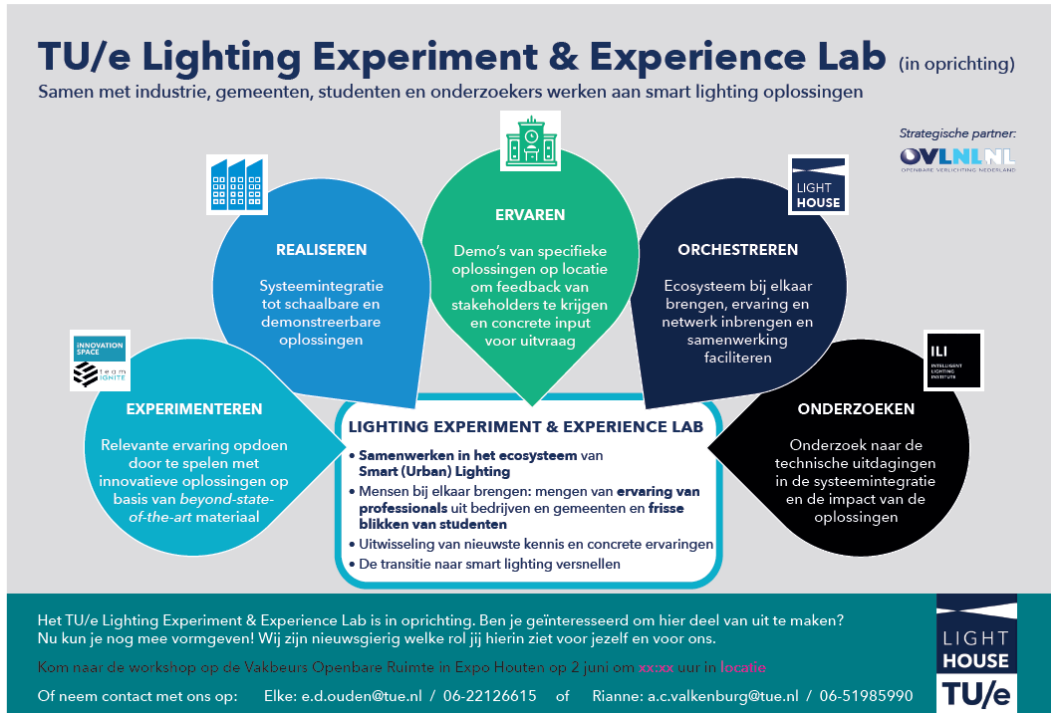 TU/e Lighting Experiment & Experience Lab (in oprichting)
Samen met industrie, gemeenten, studenten en onderzoekers werken aan smart lighting oplossingen
Strategische partner:
OVLNLNL
OPENBARE VERLICHTING NEDERLAND
INNOVATION
SPACE
team
IGNITE
EXPERIMENTEREN
Relevante ervaring opdoen
door te spelen met
innovatieve oplossingen op
basis van beyond-state-
of-the-art materiaal
REALISEREN
Systeemintegratie
tot schaalbare en
demonstreerbare
oplossingen
ERVAREN
Demo's van specifieke
oplossingen op locatie
om feedback van
stakeholders te krijgen
en concrete input
voor uitvraag
LIGHT
HOUSE
ORCHESTREREN
Ecosysteem bij elkaar
brengen, ervaring en
netwerk inbrengen en
samenwerking
faciliteren
ILI
INTELLIGENT
LIGHTING
INSTITUTE
ONDERZOEKEN
Onderzoek naar de
technische uitdagingen
in de systeemintegratie
en de impact van de
oplossingen
LIGHTING EXPERIMENT & EXPERIENCE LAB
• Samenwerken in het ecosysteem van
Smart (Urban) Lighting
• Mensen bij elkaar brengen: mengen van ervaring van
professionals uit bedrijven en gemeenten en frisse
blikken van studenten
• Uitwisseling van nieuwste kennis en concrete ervaringen
• De transitie naar smart lighting versnellen
Het TU/e Lighting Experiment & Experience Lab is in oprichting. Ben je geïnteresseerd om hier deel van uit te maken?
Nu kun je nog mee vormgeven! Wij zijn nieuwsgierig welke rol jij hierin ziet voor jezelf en voor ons.
Kom naar de workshop op de Vakbeurs Openbare Ruimte in Expo Houten op 2 juni om xx:xx uur in locatie
Of neem contact met ons op: Elke: e.d.ouden@tue.nl / 06-22126615 of Rianne: a.c.valkenburg@tue.nl / 06-51985990
LIGHT
HOUSE
TU/e